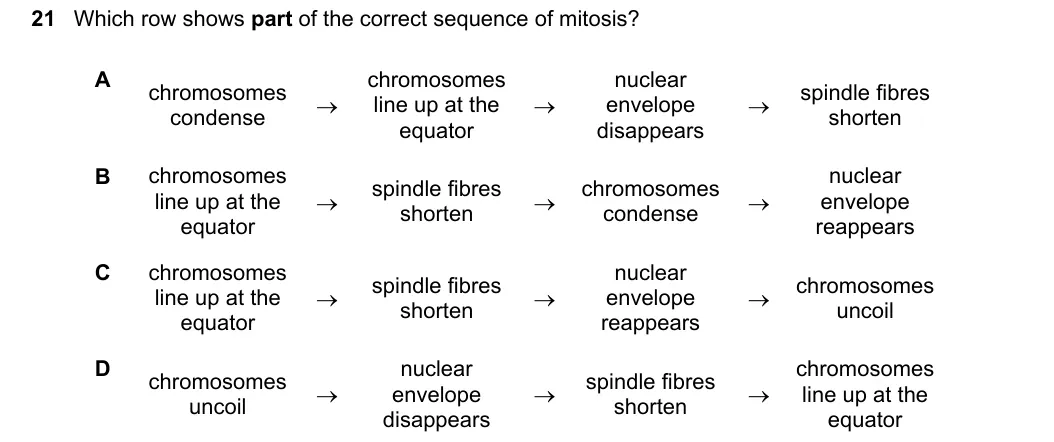 21 Which row shows part of the correct sequence of mitosis?
A chromosomes condense → chromosomes line up at the equator → nuclear envelope disappears → spindle fibres shorten
B chromosomes line up at the equator → spindle fibres shorten → chromosomes condense → nuclear envelope reappears
C chromosomes line up at the equator → spindle fibres shorten → nuclear envelope reappears → chromosomes uncoil
D chromosomes uncoil → nuclear envelope disappears → spindle fibres shorten → chromosomes line up at the equator